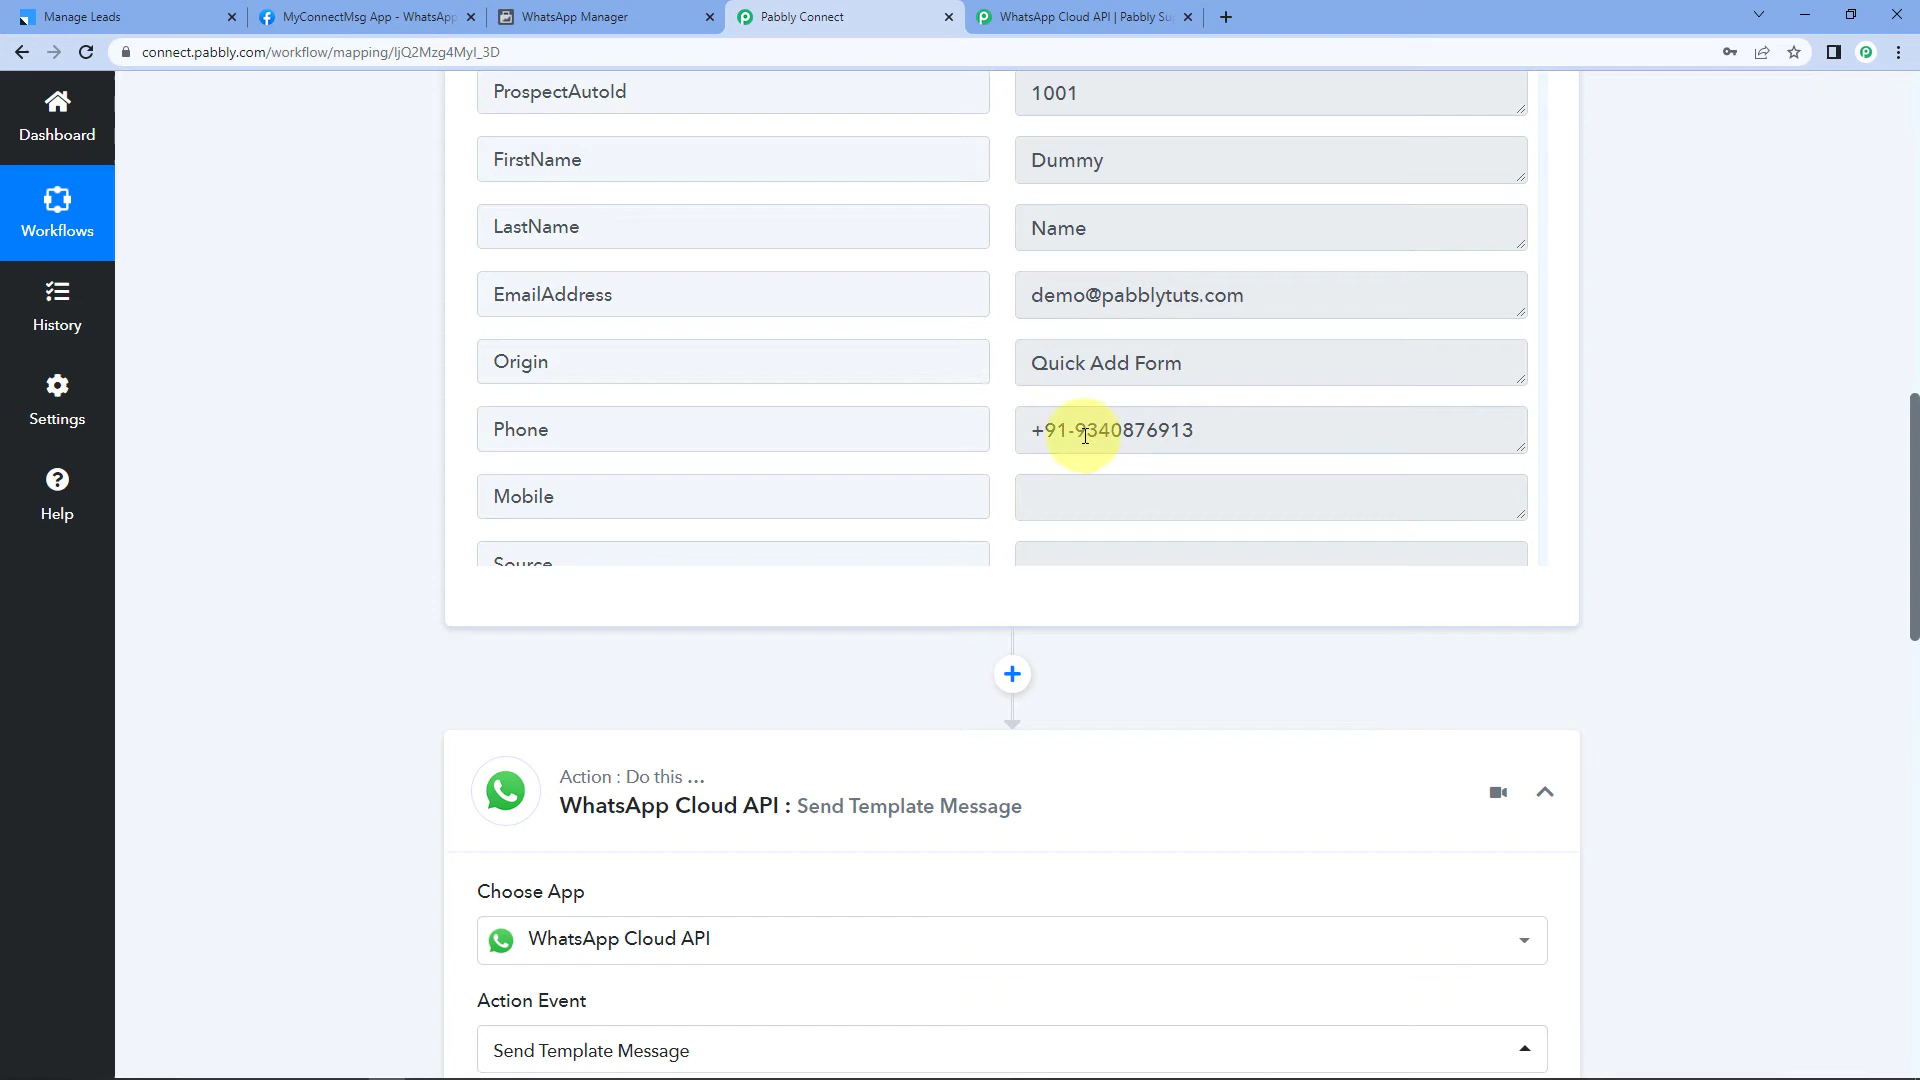 Manage Leads
MyConnectMsg App - WhatsApp
WhatsApp Manager
Pabbly Connect
WhatsApp Cloud API | Pabbly Su
connect.pabbly.com/workflow/mapping/IjQ2Mzg4MyI_3D
Dashboard
Workflows
History
Settings
Help
ProspectAutoId 1001
FirstName Dummy
LastName Name
EmailAddress demo@pabblytuts.com
Origin Quick Add Form
Phone +91-9340876913
Mobile
Source
Action : Do this ...
WhatsApp Cloud API : Send Template Message
Choose App
WhatsApp Cloud API
Action Event
Send Template Message